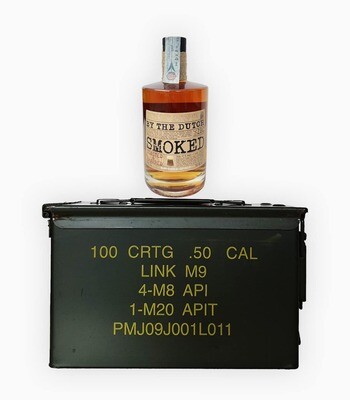 BY THE DUTCH
SMOKED
100 CRTG .50 CAL
LINK M9
4-M8 API
1-M20 APIT
PMJ09J001L011